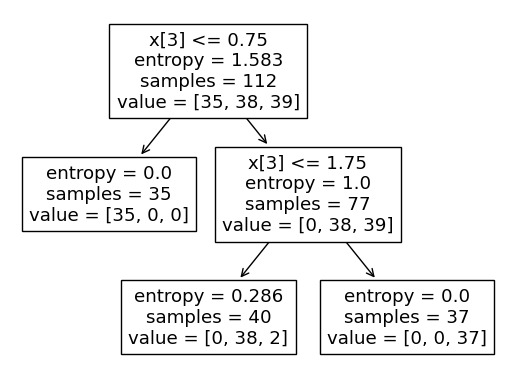 x[3] <= 0.75
entropy = 1.583
samples = 112
value = [35, 38, 39]
entropy = 0.0
samples = 35
value = [35, 0, 0]
x[3] <= 1.75
entropy = 1.0
samples = 77
value = [0, 38, 39]
entropy = 0.286
samples = 40
value = [0, 38, 2]
entropy = 0.0
samples = 37
value = [0, 0, 37]